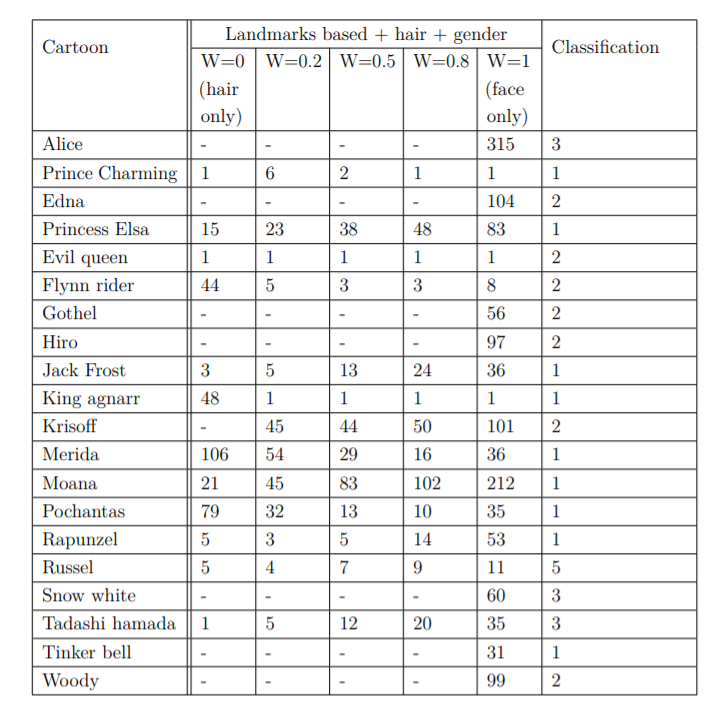 Cartoon Landmarks based + hair + gender Classification
W=0 W=0.2 W=0.5 W=0.8 W=1
(hair (face
only) only)
Alice - - - - 315 3
Prince Charming 1 6 2 1 1 1
Edna - - - - 104 2
Princess Elsa 15 23 38 48 83 1
Evil queen 1 1 1 1 1 2
Flynn rider 44 5 3 3 8 2
Gothel - - - - 56 2
Hiro - - - - 97 2
Jack Frost 3 5 13 24 36 1
King agnarr 48 1 1 1 1 1
Krisoff - 45 44 50 101 2
Merida 106 54 29 16 36 1
Moana 21 45 83 102 212 1
Pochantas 79 32 13 10 35 1
Rapunzel 5 3 5 14 53 1
Russel 5 4 7 9 11 5
Snow white - - - - 60 3
Tadashi hamada 1 5 12 20 35 3
Tinker bell - - - - 31 1
Woody - - - - 99 2